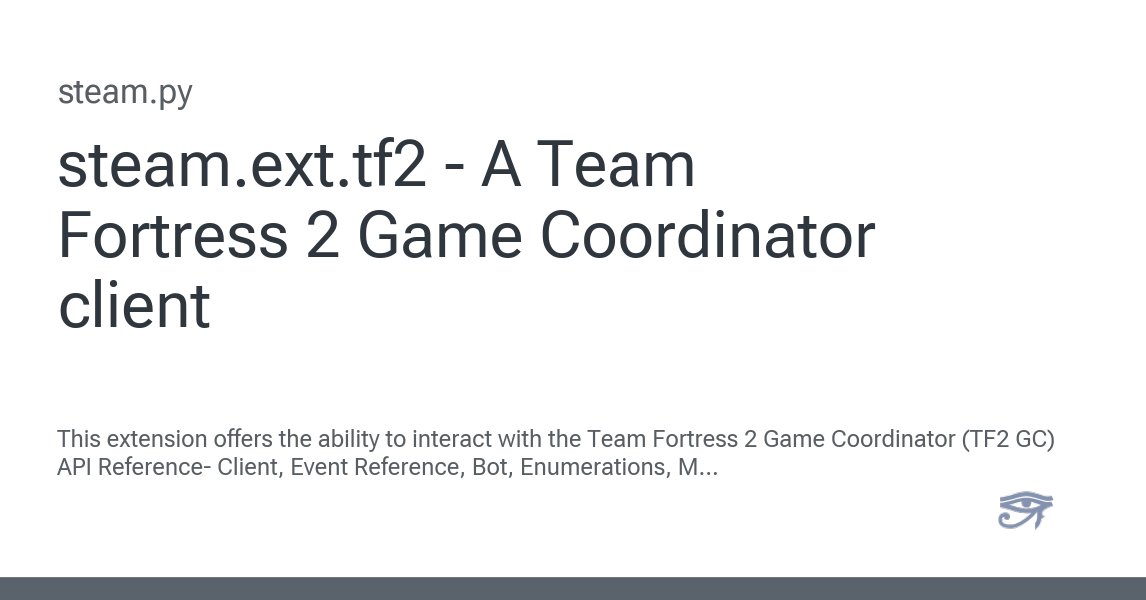 steam.py
steam.ext.tf2 - A Team
Fortress 2 Game Coordinator
client
This extension offers the ability to interact with the Team Fortress 2 Game Coordinator (TF2 GC)
API Reference- Client, Event Reference, Bot, Enumerations, M...